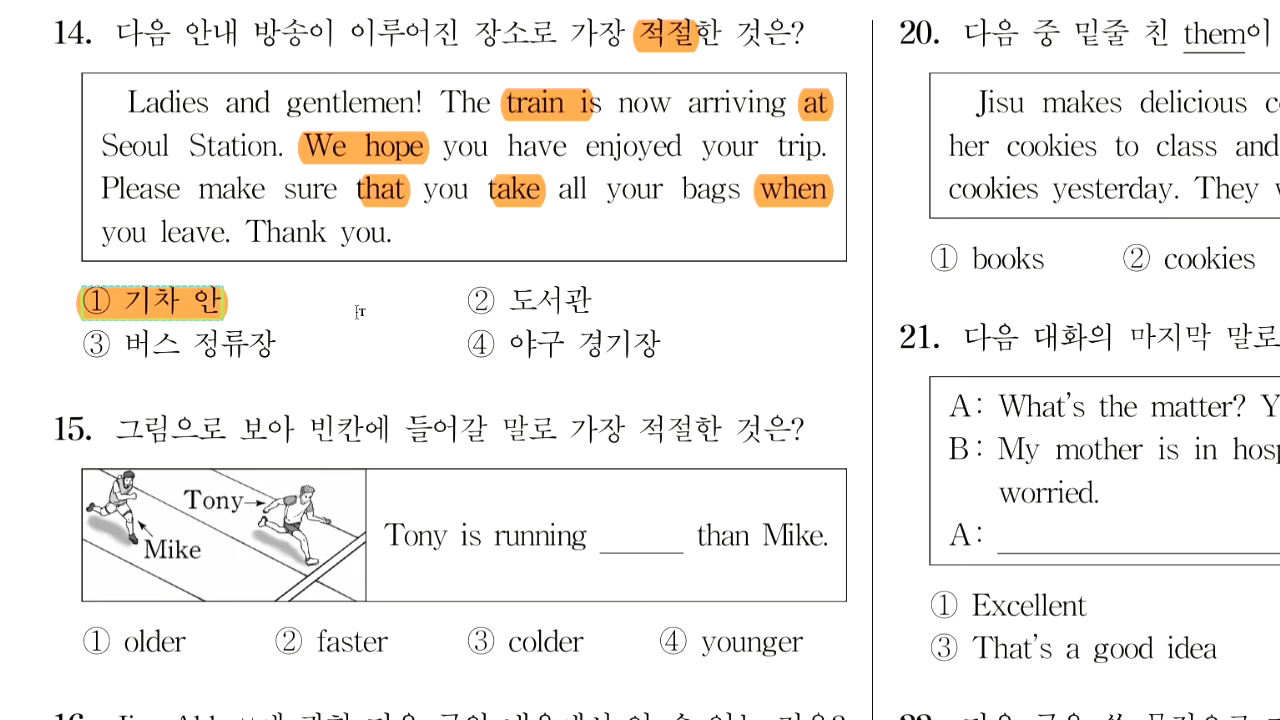 14. 다음 안내 방송이 이루어진 장소로 가장 적절한 것은?
Ladies and gentlemen! The train is now arriving at
Seoul Station. We hope you have enjoyed your trip.
Please make sure that you take all your bags when
you leave. Thank you.
① 기차 안 ② 도서관
③ 버스 정류장 ④ 야구 경기장
15. 그림으로 보아 빈칸에 들어갈 말로 가장 적절한 것은?
Tony
Mike
Tony is running ______ than Mike.
① older ② faster ③ colder ④ younger
20. 다음 중 밑줄 친 them이
Jisu makes delicious
her cookies to class and
cookies yesterday. They
① books ② cookies
21. 다음 대화의 마지막 말로
A: What's the matter?
B: My mother is in
worried.
A:
① Excellent
③ That's a good idea